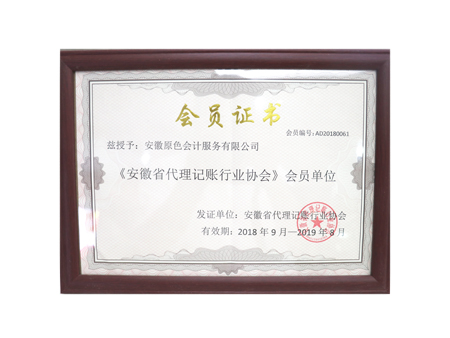 会员证书
会员编号:AD20180061
兹授予:安徽原色会计服务有限公司
《安徽省代理记账行业协会》会员单位
发证单位:安徽省代理记账行业协会
有效期:2018年9月—2019年8月